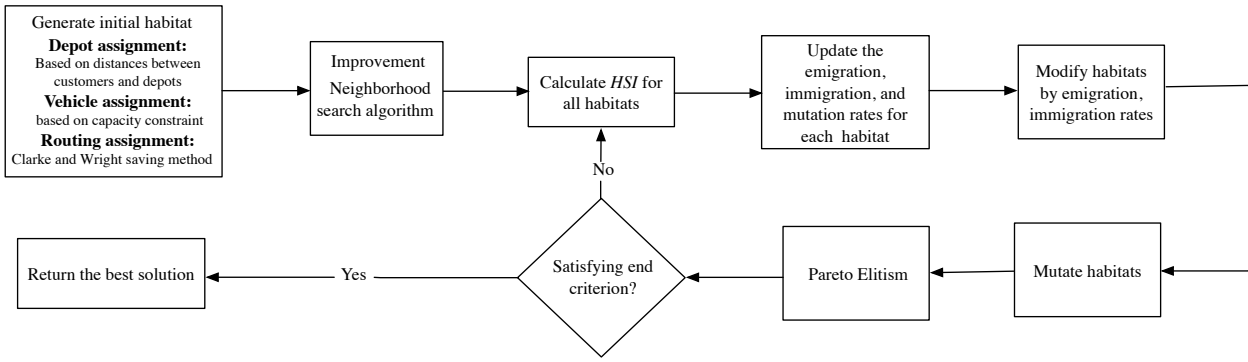 Generate initial habitat
Depot assignment:
Based on distances between
customers and depots
Vehicle assignment:
based on capacity constraint
Routing assignment:
Clarke and Wright saving method
Improvement
Neighborhood
search algorithm
Calculate HSI for
all habitats
Update the
emigration,
immigration, and
mutation rates for
each habitat
Modify habitats
by emigration,
immigration rates
No
Return the best solution
Yes
Satisfying end
criterion?
Pareto Elitism
Mutate habitats